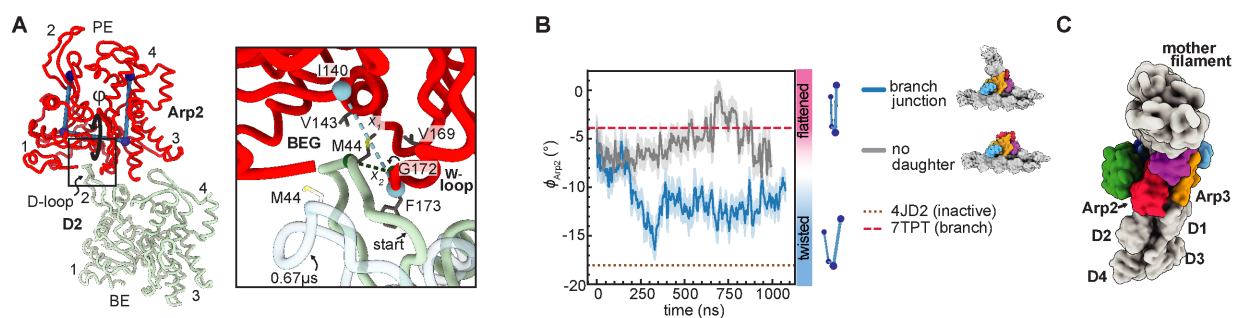 A
2
PE
4
φ
Arp2
1
3
D-loop
2
D2
4
1
3
BE
I140
V143
X
V169
BEG
M44
G172
X2
W-loop
M44
F173
start
0.67μs
B
ϕArp2 (°)
0
−5
−10
−15
−20
0
250
500
750
1000
time (ns)
flattened
twisted
branch
junction
no
daughter
4JD2 (inactive)
7TPT (branch)
C
mother
filament
Arp2
Arp3
D2
D1
D4
D3